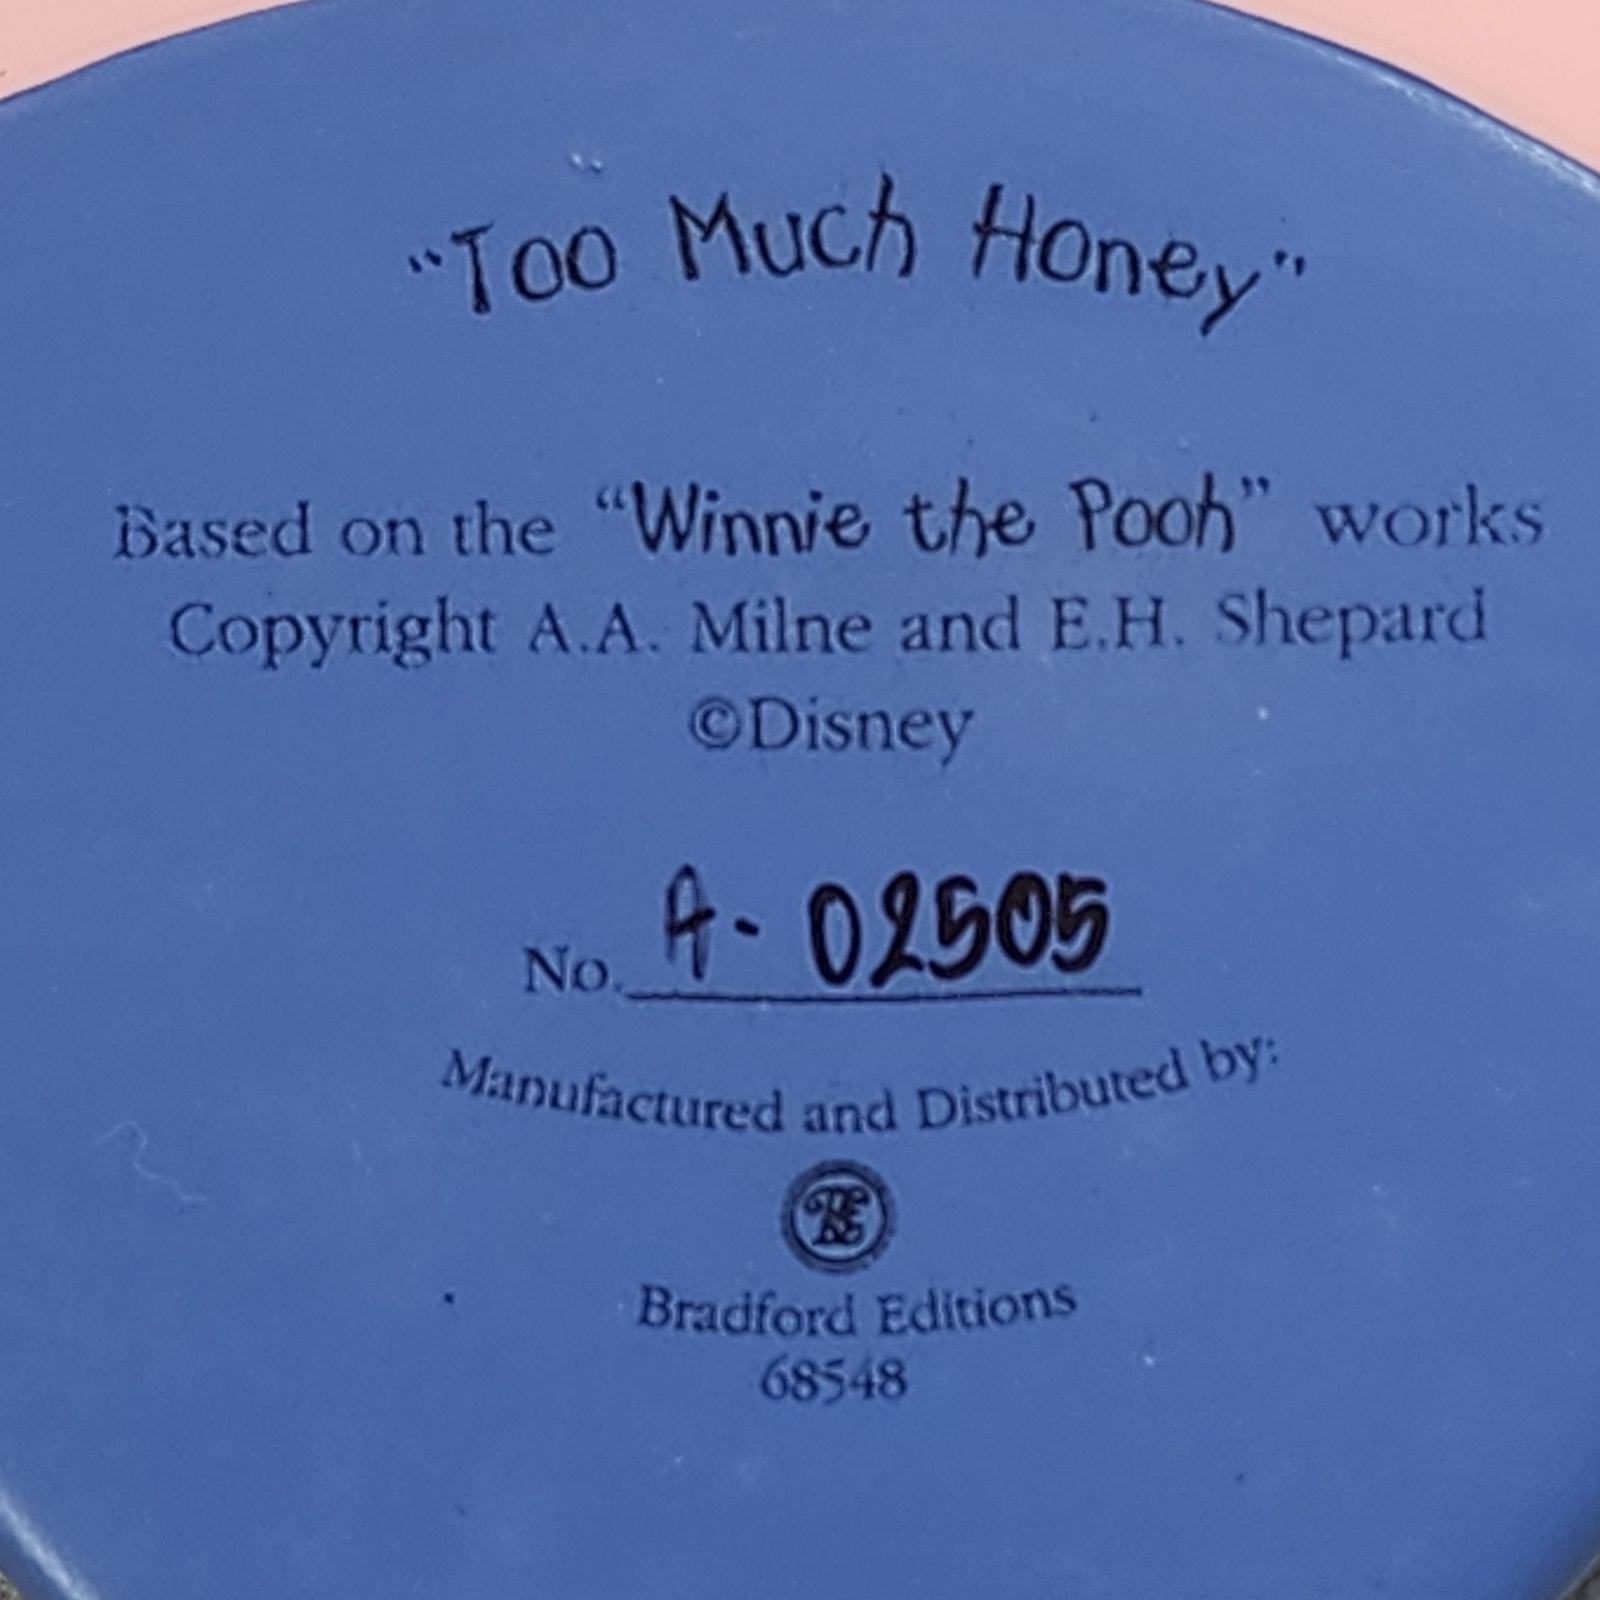 "Too Much Honey"
Based on the "Winnie the Pooh" works
Copyright A.A. Milne and E.H. Shepard
©Disney
No. A- 02505
Manufactured and Distributed by:
BE
Bradford Editions
68548